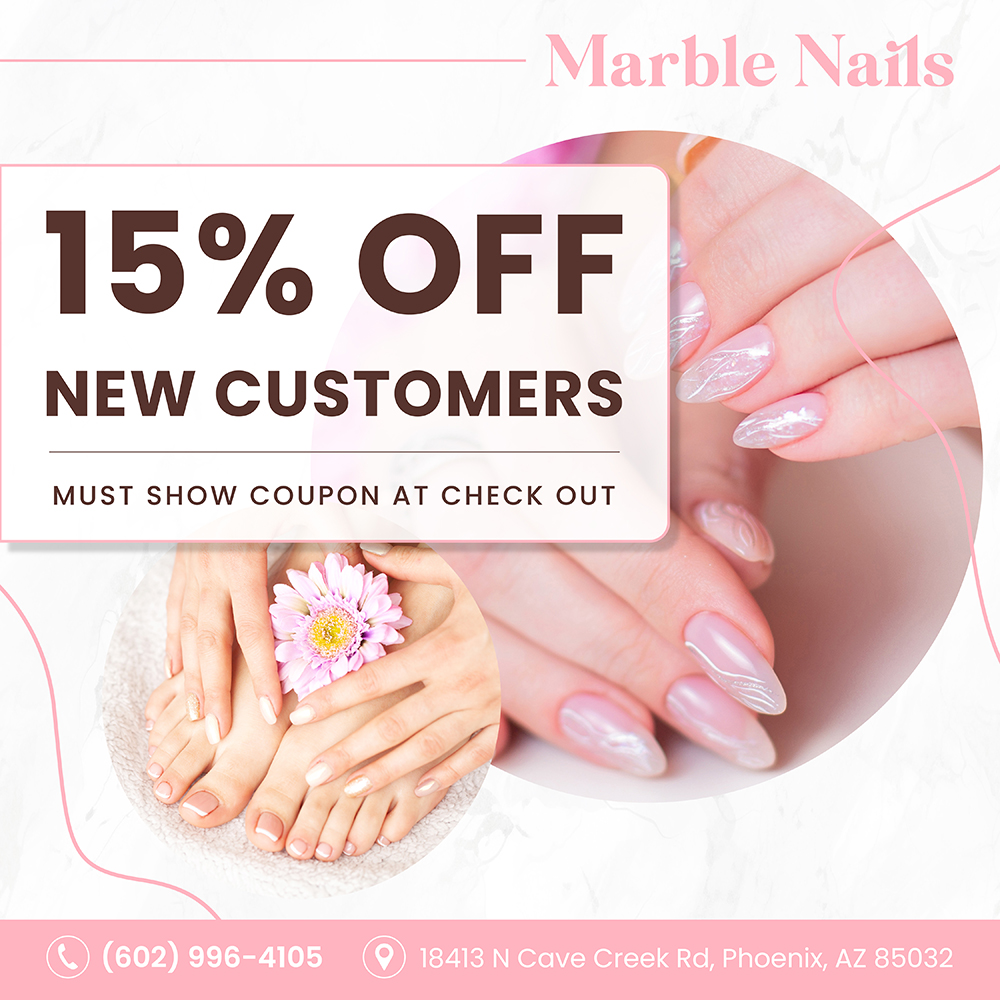 Marble Nails
15% OFF
NEW CUSTOMERS
MUST SHOW COUPON AT CHECK OUT
(602) 996-4105
18413 N Cave Creek Rd, Phoenix, AZ 85032